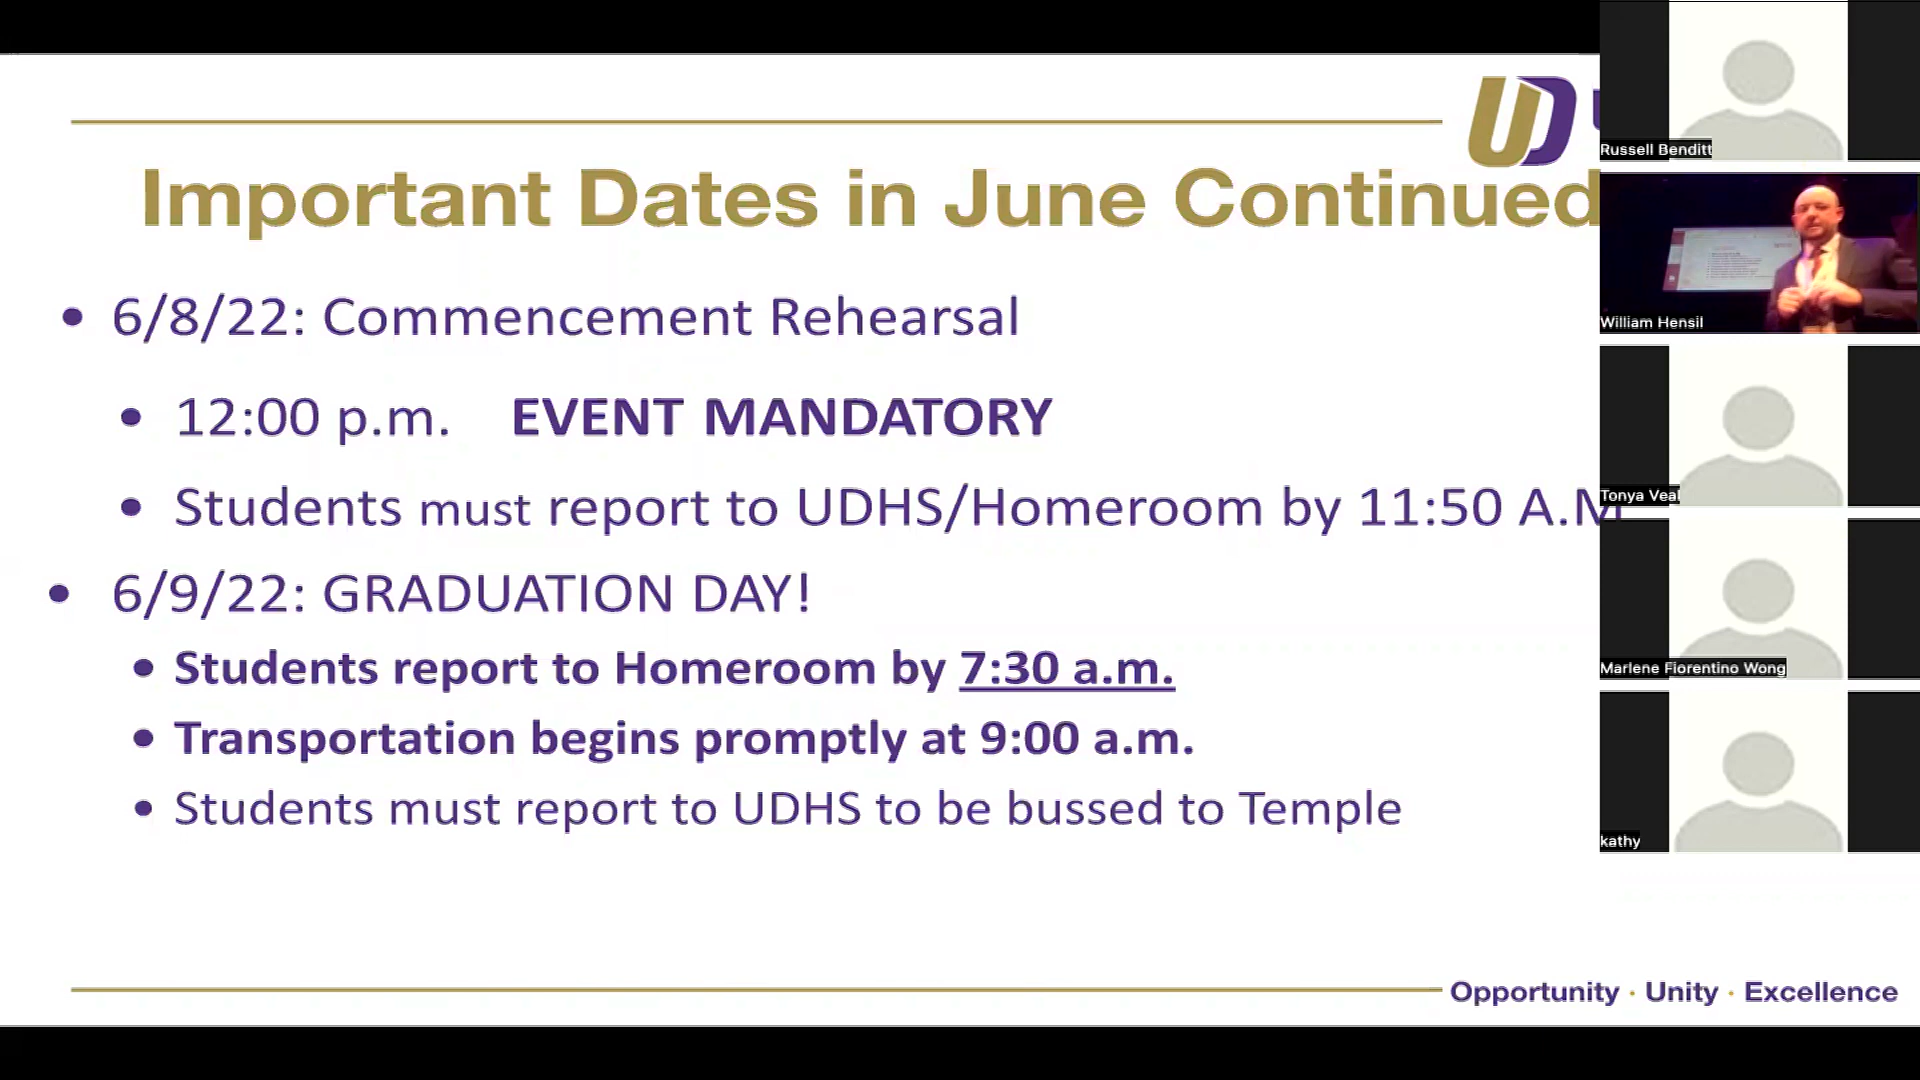 UD
Important Dates in June Continued
• 6/8/22: Commencement Rehearsal
• 12:00 p.m. EVENT MANDATORY
• Students must report to UDHS/Homeroom by 11:50 A.M
• 6/9/22: GRADUATION DAY!
• Students report to Homeroom by 7:30 a.m.
• Transportation begins promptly at 9:00 a.m.
• Students must report to UDHS to be bussed to Temple
Opportunity · Unity · Excellence
Russell Benditt
William Hensil
Tonya Veal
Marlene Fiorentino Wong
kathy